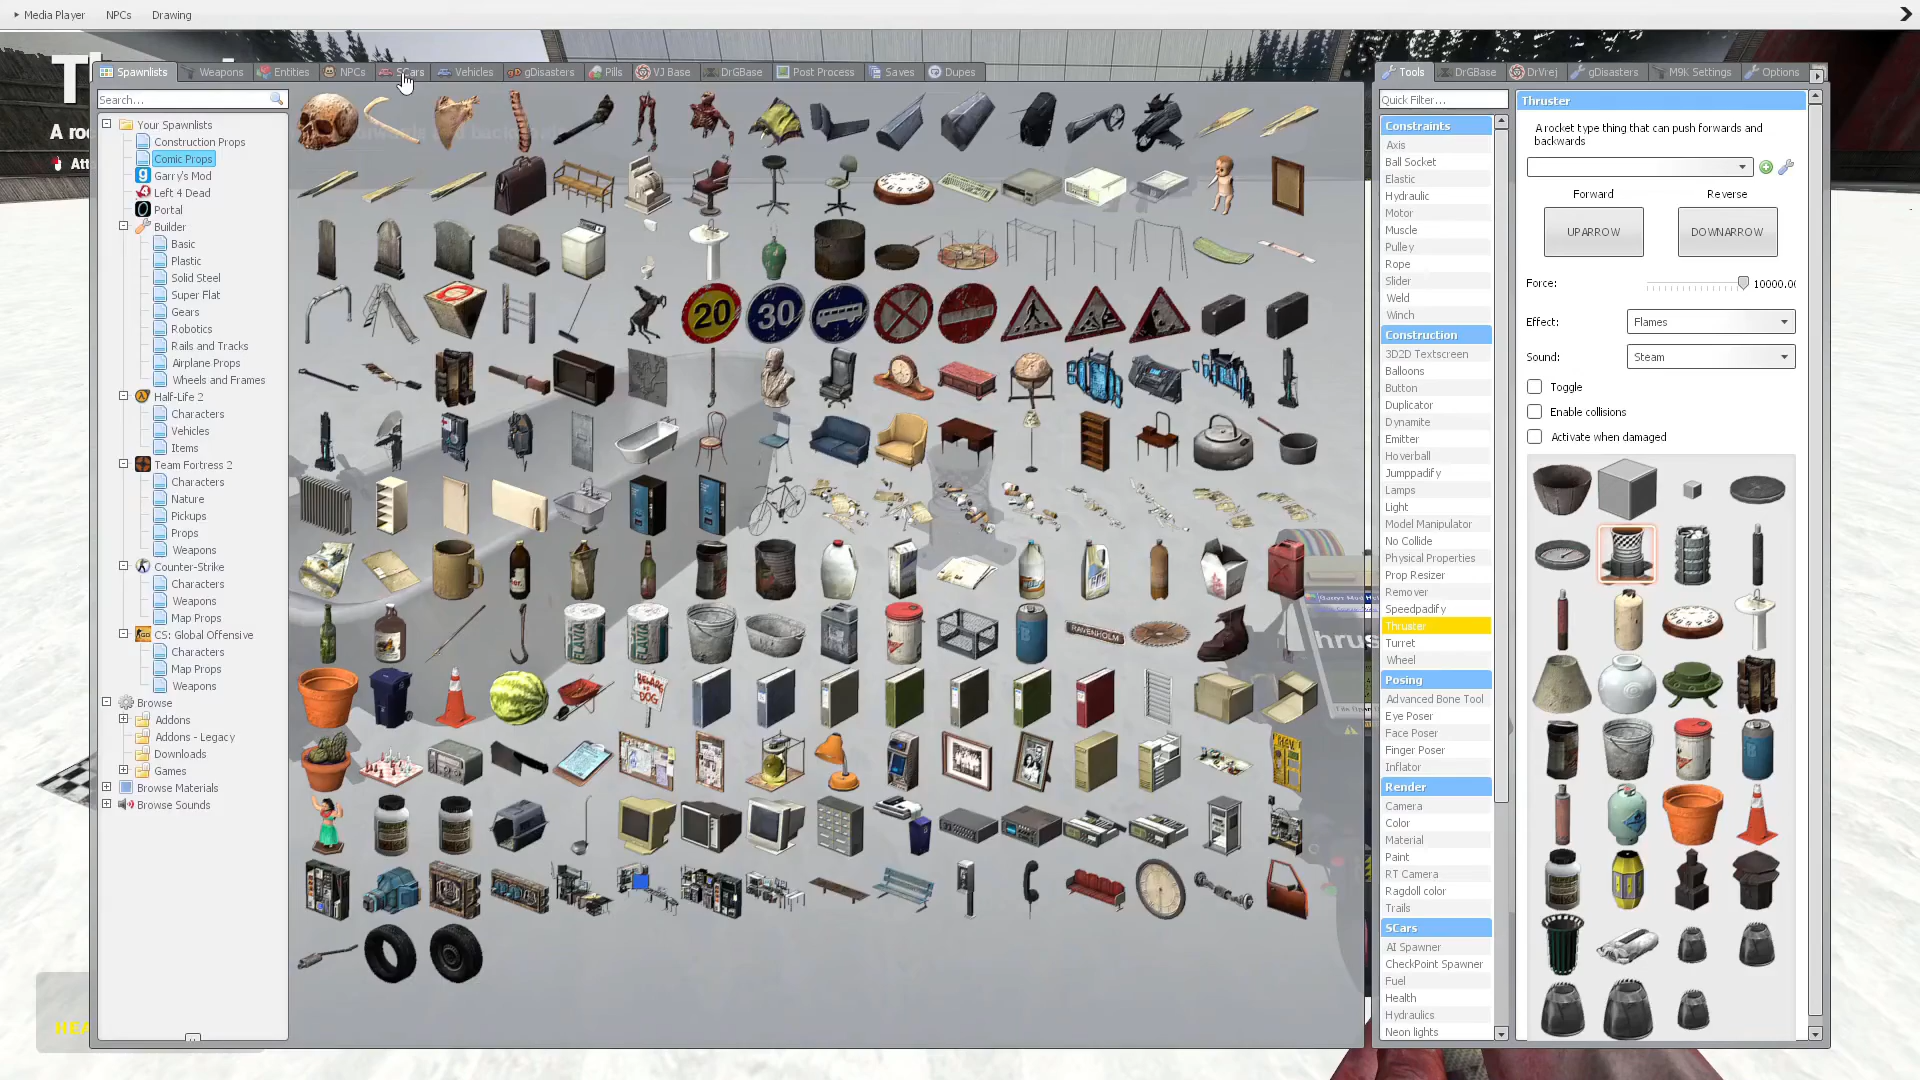 Media Player NPCs Drawing
Spawnlists Weapons Entities NPCs SCars Vehicles gDisasters Pills VJ Base DrGBase Post Process Saves Dupes
Search...
Your Spawnlists
Construction Props
Comic Props
Garry's Mod
Left 4 Dead
Portal
Builder
Basic
Plastic
Solid Steel
Super Flat
Gears
Robotics
Rails and Tracks
Airplane Props
Wheels and Frames
Half-Life 2
Characters
Vehicles
Items
Team Fortress 2
Characters
Nature
Pickups
Props
Weapons
Counter-Strike
Characters
Weapons
Map Props
CS: Global Offensive
Characters
Map Props
Weapons
Browse
Addons
Addons - Legacy
Downloads
Games
Browse Materials
Browse Sounds
20
30
RAVENHOLM
Tools DrGBase DrVrej gDisasters M9K Settings Options
Quick Filter...
Constraints
Axis
Ball Socket
Elastic
Hydraulic
Motor
Muscle
Pulley
Rope
Slider
Weld
Winch
Construction
3D2D Textscreen
Balloons
Button
Duplicator
Dynamite
Emitter
Hoverball
Jumppadify
Lamps
Light
Model Manipulator
No Collide
Physical Properties
Prop Resizer
Remover
Speedpadify
Thruster
Turret
Wheel
Posing
Advanced Bone Tool
Eye Poser
Face Poser
Finger Poser
Inflator
Render
Camera
Color
Material
Paint
RT Camera
Ragdoll color
Trails
SCars
AI Spawner
CheckPoint Spawner
Fuel
Health
Hydraulics
Neon lights
Thruster
A rocket type thing that can push forwards and
backwards
Forward Reverse
UPARROW DOWNARROW
Force: 10000.0
Effect: Flames
Sound: Steam
Toggle
Enable collisions
Activate when damaged